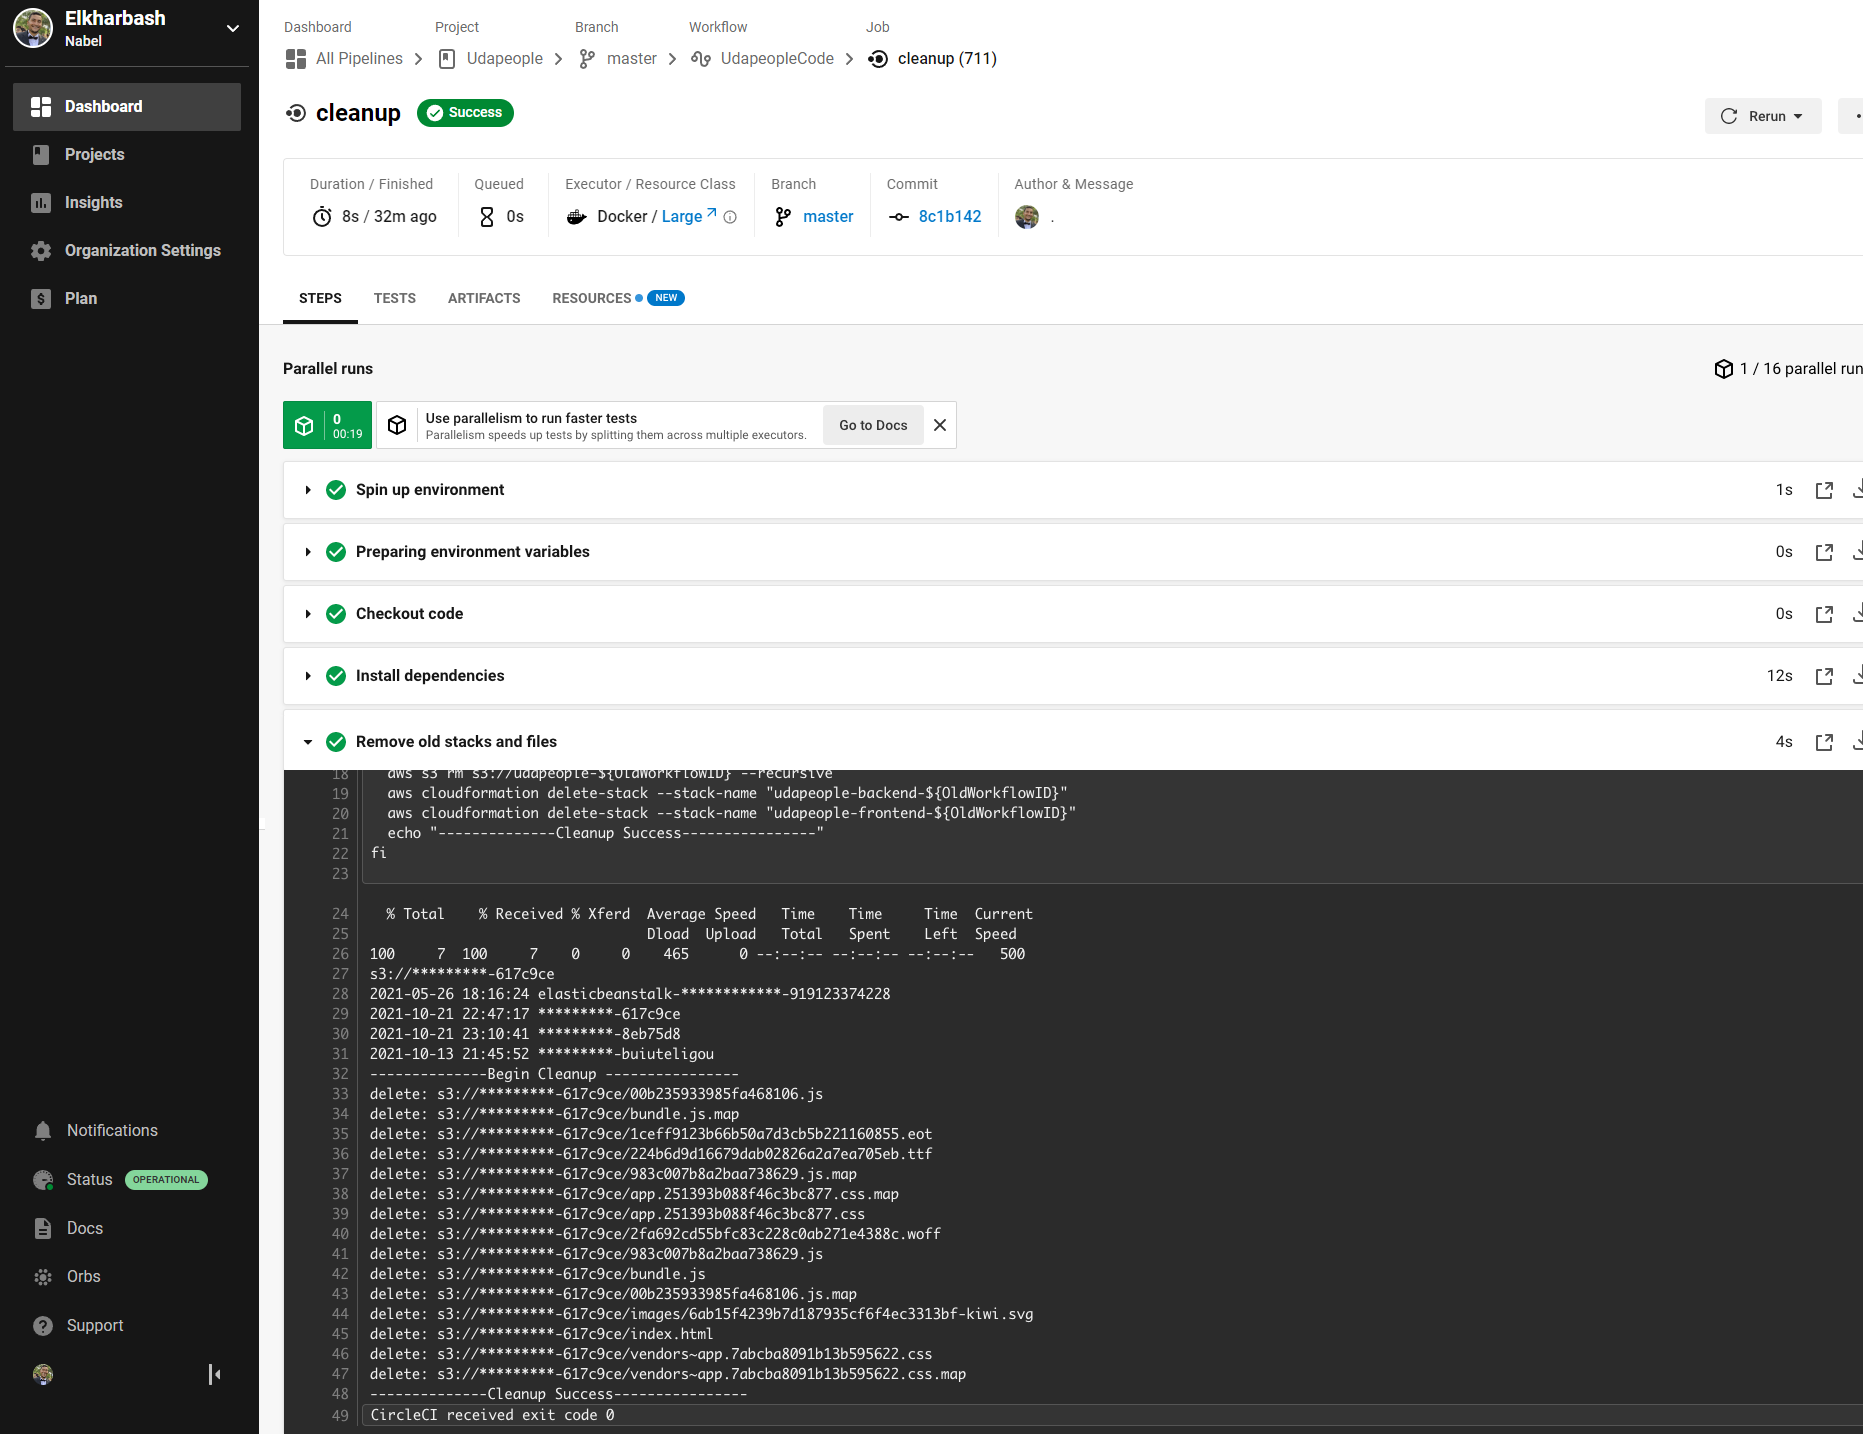 Elkharbash
Nabel
Dashboard
Projects
Insights
Organization Settings
Plan
Notifications
Status OPERATIONAL
Docs
Orbs
Support
Dashboard Project Branch Workflow Job
All Pipelines Udapeople master UdapeopleCode cleanup (711)
cleanup Success
Rerun
Duration / Finished Queued Executor / Resource Class Branch Commit Author & Message
8s / 32m ago 0s Docker / Large master 8c1b142 .
STEPS TESTS ARTIFACTS RESOURCES NEW
Parallel runs
1 / 16 parallel run
0
00:19
Use parallelism to run faster tests
Parallelism speeds up tests by splitting them across multiple executors.
Go to Docs
Spin up environment 1s
Preparing environment variables 0s
Checkout code 0s
Install dependencies 12s
Remove old stacks and files 4s
18 aws s3 rm s3://udapeople-${OldWorkflowID} --recursive
19 aws cloudformation delete-stack --stack-name "udapeople-backend-${OldWorkflowID}"
20 aws cloudformation delete-stack --stack-name "udapeople-frontend-${OldWorkflowID}"
21 echo "--------------Cleanup Success----------------"
22 fi
23
24 % Total % Received % Xferd Average Speed Time Time Time Current
25 Dload Upload Total Spent Left Speed
26 100 7 100 7 0 0 465 0 --:--:-- --:--:-- --:--:-- 500
27 s3://*********-617c9ce
28 2021-05-26 18:16:24 elasticbeanstalk-************-919123374228
29 2021-10-21 22:47:17 *********-617c9ce
30 2021-10-21 23:10:41 *********-8eb75d8
31 2021-10-13 21:45:52 *********-buiuteligou
32 --------------Begin Cleanup ----------------
33 delete: s3://*********-617c9ce/00b235933985fa468106.js
34 delete: s3://*********-617c9ce/bundle.js.map
35 delete: s3://*********-617c9ce/1ceff9123b66b50a7d3cb5b221160855.eot
36 delete: s3://*********-617c9ce/224b6d9d16679dab02826a2a7ea705eb.ttf
37 delete: s3://*********-617c9ce/983c007b8a2baa738629.js.map
38 delete: s3://*********-617c9ce/app.251393b088f46c3bc877.css.map
39 delete: s3://*********-617c9ce/app.251393b088f46c3bc877.css
40 delete: s3://*********-617c9ce/2fa692cd55bfc83c228c0ab271e4388c.woff
41 delete: s3://*********-617c9ce/983c007b8a2baa738629.js
42 delete: s3://*********-617c9ce/bundle.js
43 delete: s3://*********-617c9ce/00b235933985fa468106.js.map
44 delete: s3://*********-617c9ce/images/6ab15f4239b7d187935cf6f4ec3313bf-kiwi.svg
45 delete: s3://*********-617c9ce/index.html
46 delete: s3://*********-617c9ce/vendors~app.7abcba8091b13b595622.css
47 delete: s3://*********-617c9ce/vendors~app.7abcba8091b13b595622.css.map
48 --------------Cleanup Success----------------
49 CircleCI received exit code 0